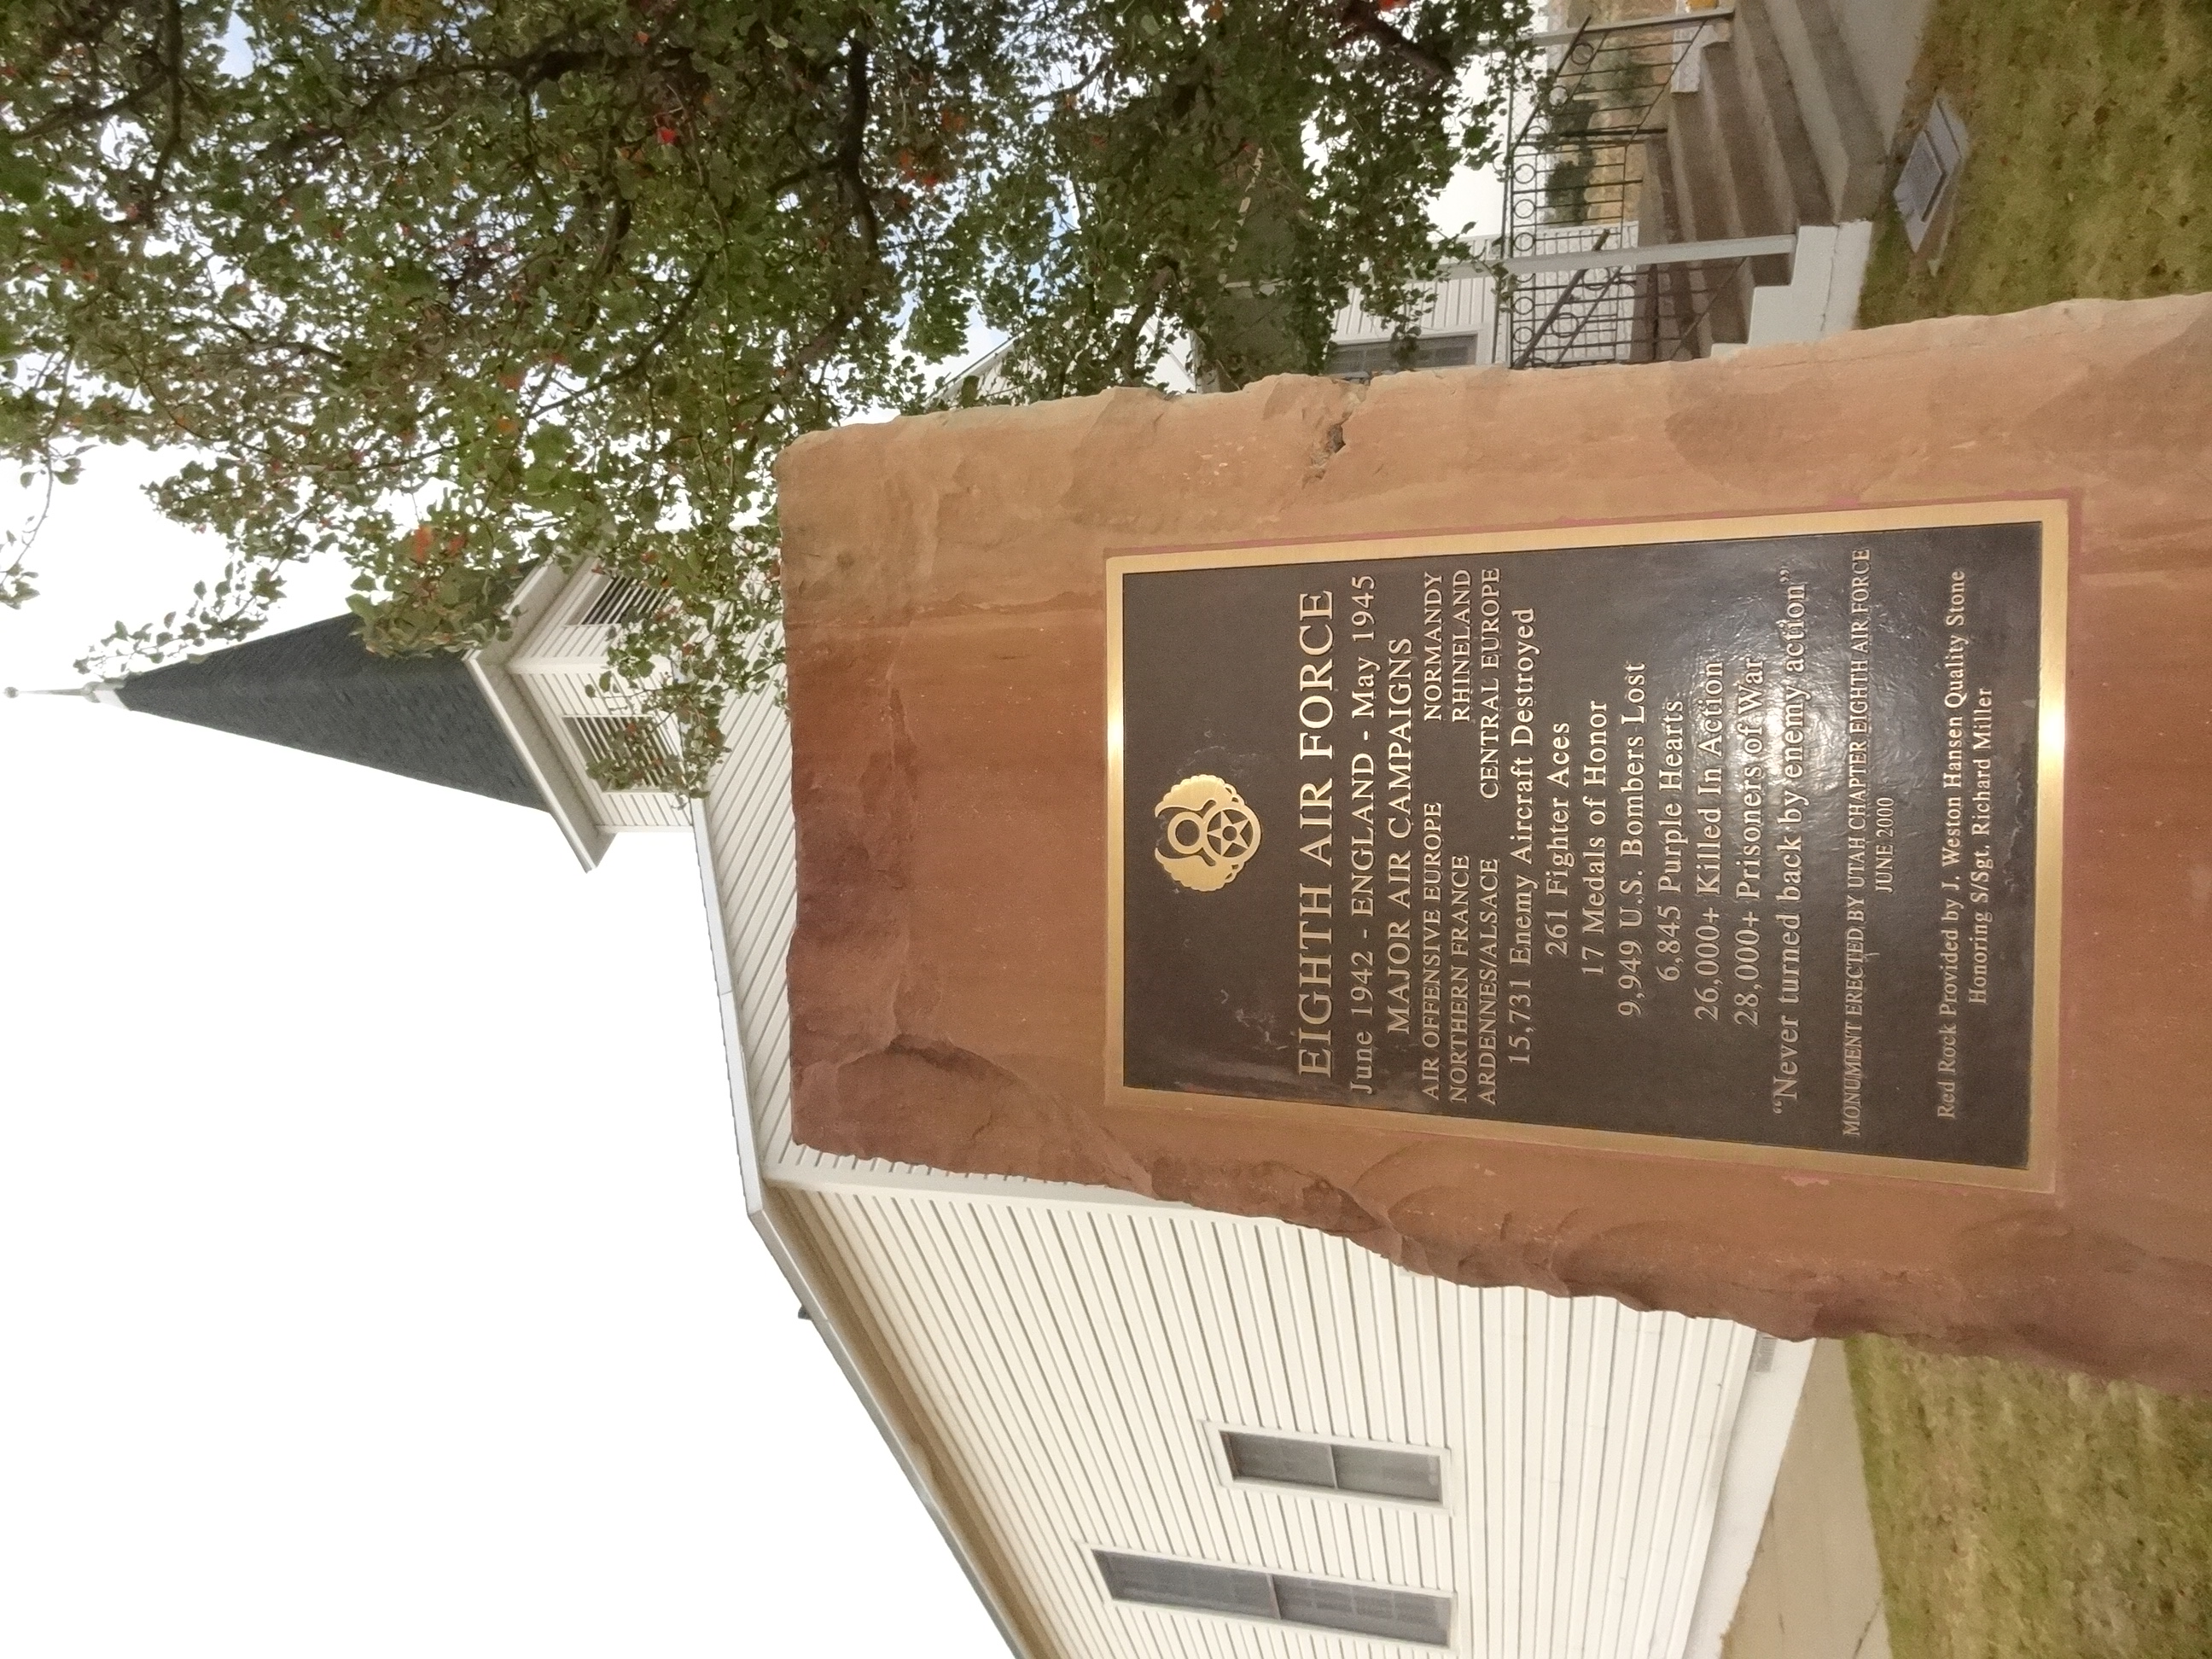 EIGHTH AIR FORCE
June 1942 - ENGLAND - May 1945
MAJOR AIR CAMPAIGNS
AIR OFFENSIVE EUROPE NORMANDY
NORTHERN FRANCE RHINELAND
ARDENNES/ALSACE CENTRAL EUROPE
15,731 Enemy Aircraft Destroyed
261 Fighter Aces
17 Medals of Honor
9,949 U.S. Bombers Lost
6,845 Purple Hearts
26,000+ Killed In Action
28,000+ Prisoners of War
“Never turned back by enemy action”
MONUMENT ERECTED BY UTAH CHAPTER EIGHTH AIR FORCE
JUNE 2000
Red Rock Provided by J. Weston Hansen Quality Stone
Honoring S/Sgt. Richard Miller